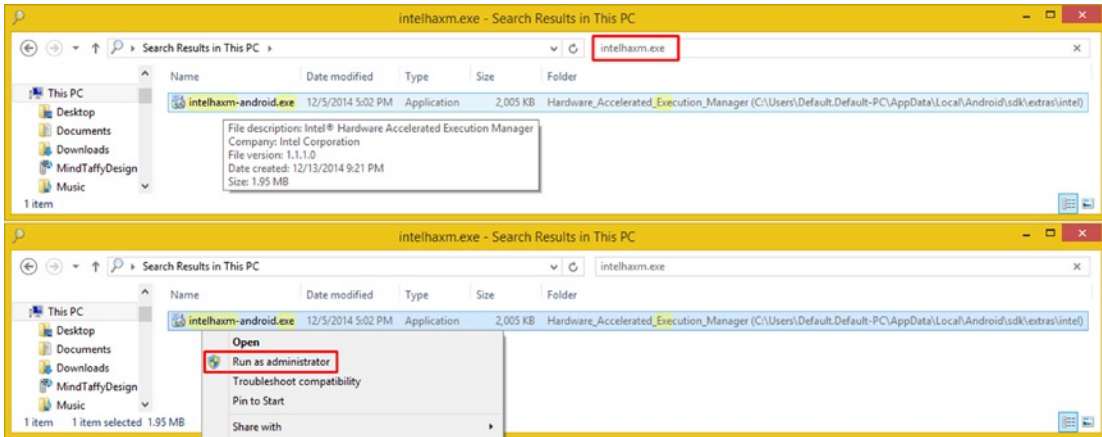 intelhaxm.exe - Search Results in This PC
Search Results in This PC
intelhaxm.exe
Name Date modified Type Size Folder
This PC
Desktop
Documents
Downloads
MindTaffyDesign
Music
intelhaxm-android.exe 12/5/2014 5:02 PM Application 2,005 KB Hardware_Accelerated_Execution_Manager (C:\Users\Default.Default-PC\AppData\Local\Android\sdk\extras\intel)
File description: Intel® Hardware Accelerated Execution Manager
Company: Intel Corporation
File version: 1.1.1.0
Date created: 12/13/2014 9:21 PM
Size: 1.95 MB
1 item
intelhaxm.exe - Search Results in This PC
Search Results in This PC
intelhaxm.exe
Name Date modified Type Size Folder
This PC
Desktop
Documents
Downloads
MindTaffyDesign
Music
intelhaxm-android.exe 12/5/2014 5:02 PM Application 2,005 KB Hardware_Accelerated_Execution_Manager (C:\Users\Default.Default-PC\AppData\Local\Android\sdk\extras\intel)
Open
Run as administrator
Troubleshoot compatibility
Pin to Start
Share with
1 item 1 item selected 1.95 MB